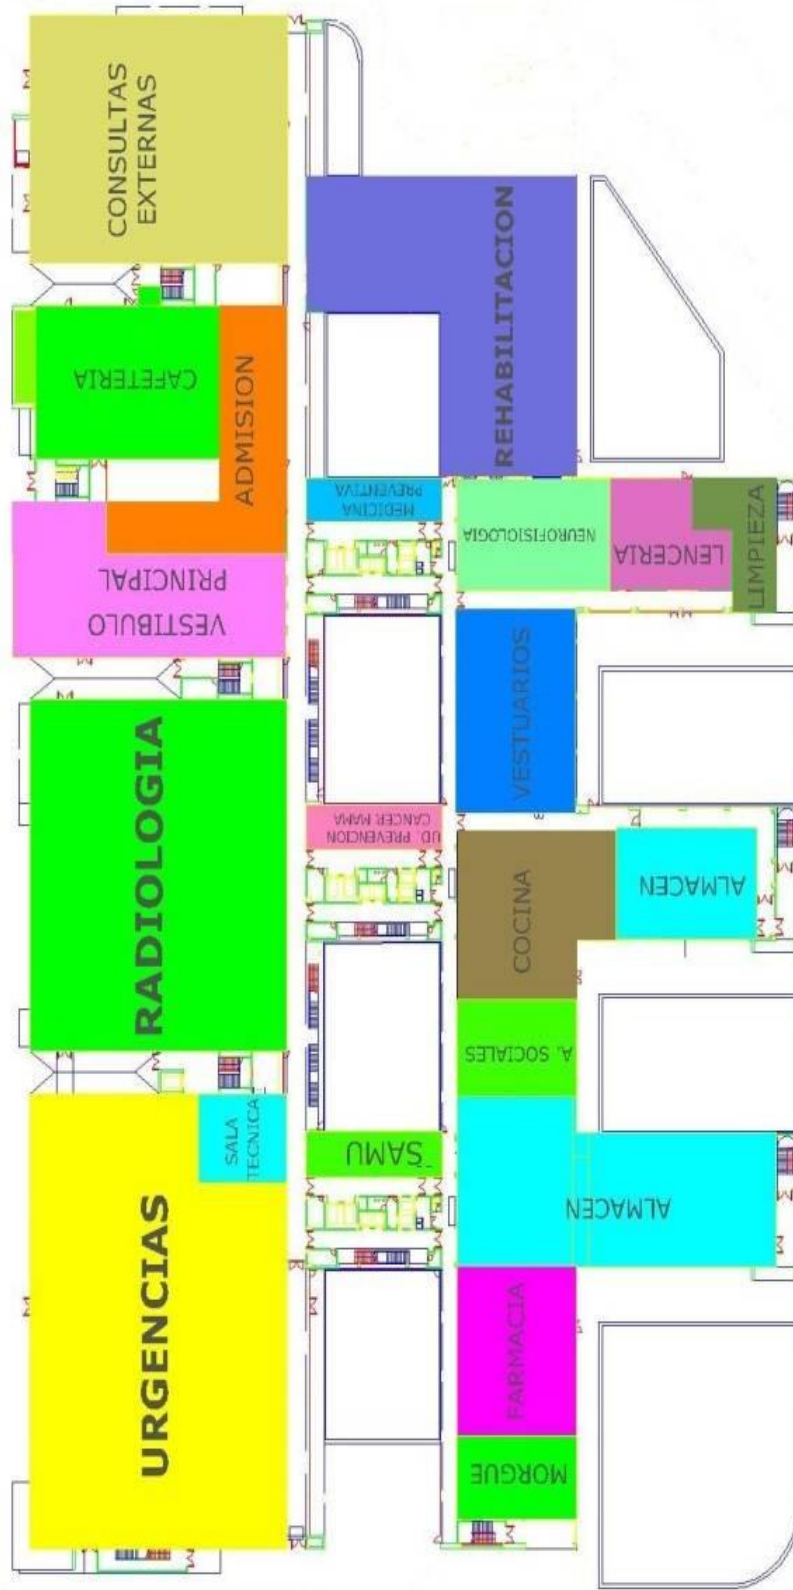 CONSULTAS
EXTERNAS
REHABILITACION
CAFETERIA
ADMISION
MEDICINA
PREVENTIVA
NEUROFISIOLOGIA
LENCERIA
LIMPIEZA
VESTIBULO
PRINCIPAL
VESTUARIOS
RADIOLOGIA
UD. PREVENCION
CANCER MAMA
COCINA
ALMACEN
A. SOCIALES
SALA
TECNICA
SAMU
ALMACEN
URGENCIAS
FARMACIA
MORGUE